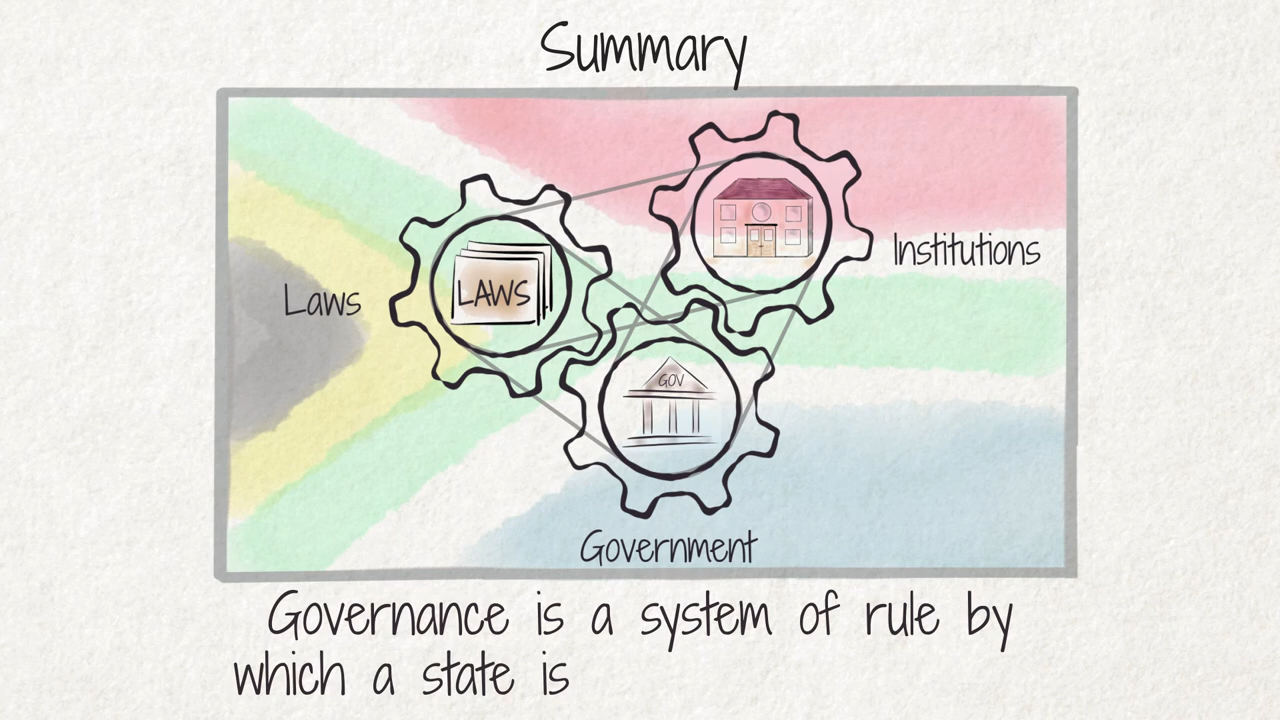 Summary
Institutions
Laws
LAWS
GOV
Government
Governance is a system of rule by
which a state is